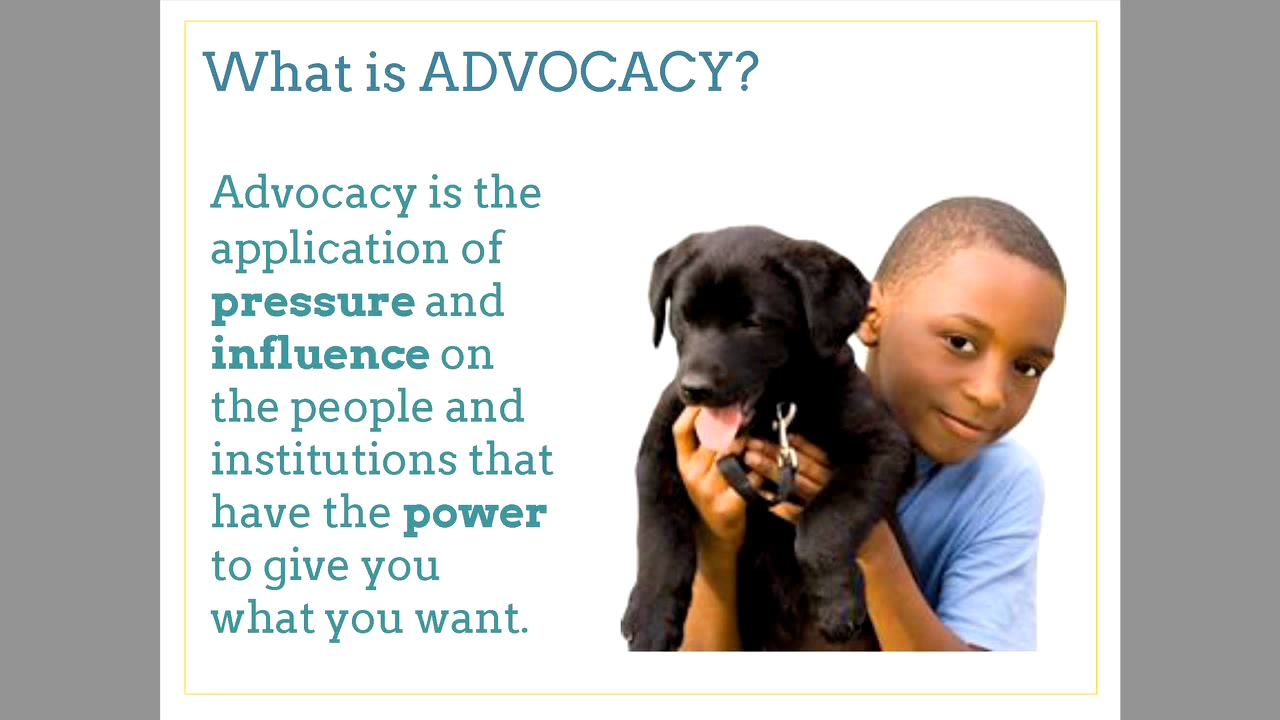 What is ADVOCACY?
Advocacy is the
application of
pressure and
influence on
the people and
institutions that
have the power
to give you
what you want.